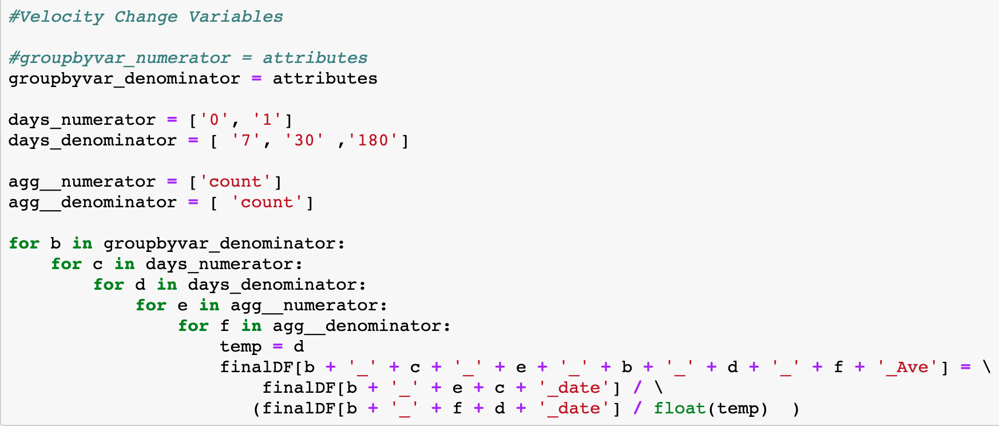 #Velocity Change Variables

#groupbyvar_numerator = attributes
groupbyvar_denominator = attributes

days_numerator = ['0', '1']
days_denominator = [ '7', '30' ,'180']

agg__numerator = ['count']
agg__denominator = [ 'count']

for b in groupbyvar_denominator:
    for c in days_numerator:
        for d in days_denominator:
            for e in agg__numerator:
                for f in agg__denominator:
                    temp = d
                    finalDF[b + '_' + c + '_' + e + '_' + b + '_' + d + '_' + f + '_Ave'] = \
                        finalDF[b + '_' + e + c + '_date'] / \
                       (finalDF[b + '_' + f + d + '_date'] / float(temp)  )